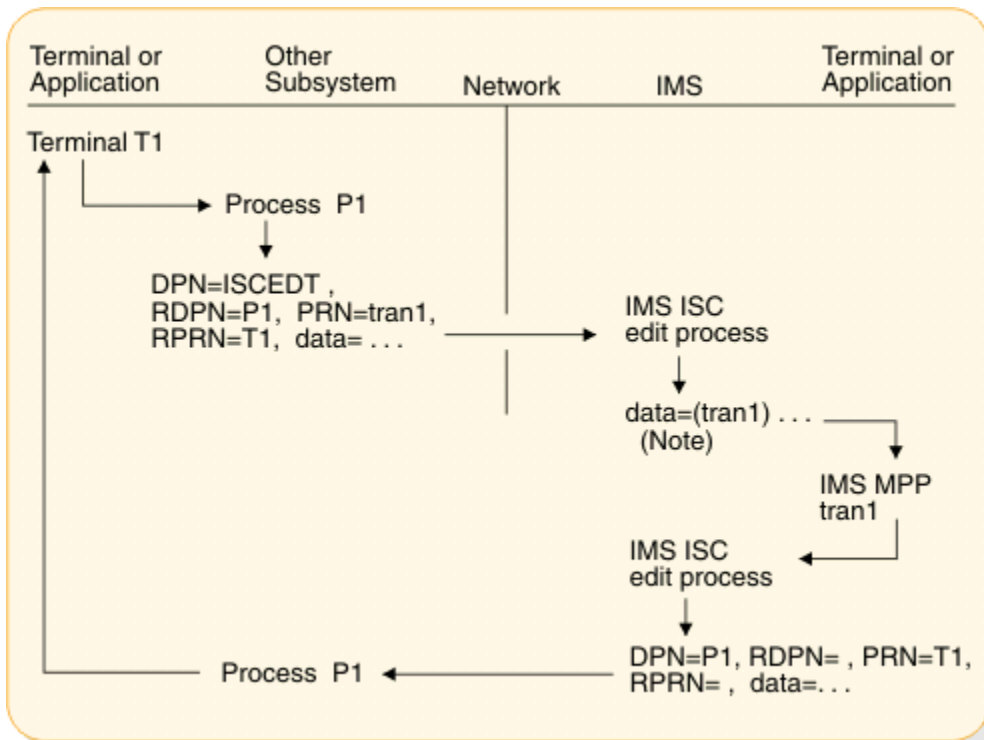 Terminal or
Application
Other
Subsystem
Network
IMS
Terminal or
Application
Terminal T1
Process P1
DPN=ISCEDT ,
RDPN=P1, PRN=tran1,
RPRN=T1, data= . . .
IMS ISC
edit process
data=(tran1) . . .
(Note)
IMS MPP
tran1
IMS ISC
edit process
DPN=P1, RDPN= , PRN=T1,
RPRN= , data=. . .
Process P1